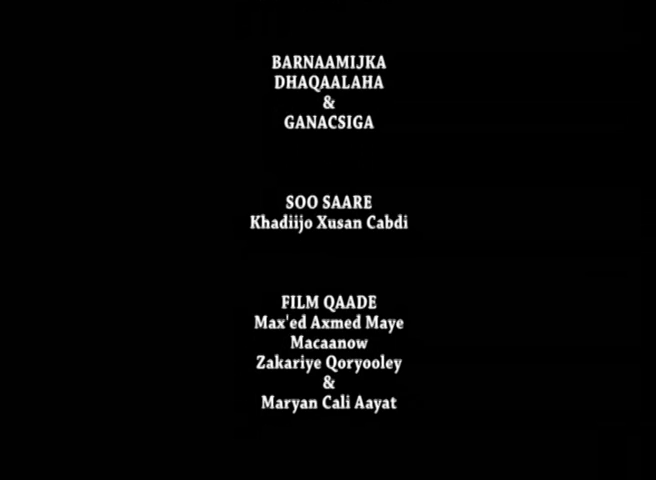 BARNAAMIJKA
DHAQAALAHA
&
GANACSIGA
SOO SAARE
Khadiijo Xusan Cabdi
FILM QAADE
Max'ed Axmed Maye
Macaanow
Zakariye Qoryooley
&
Maryan Cali Aayat